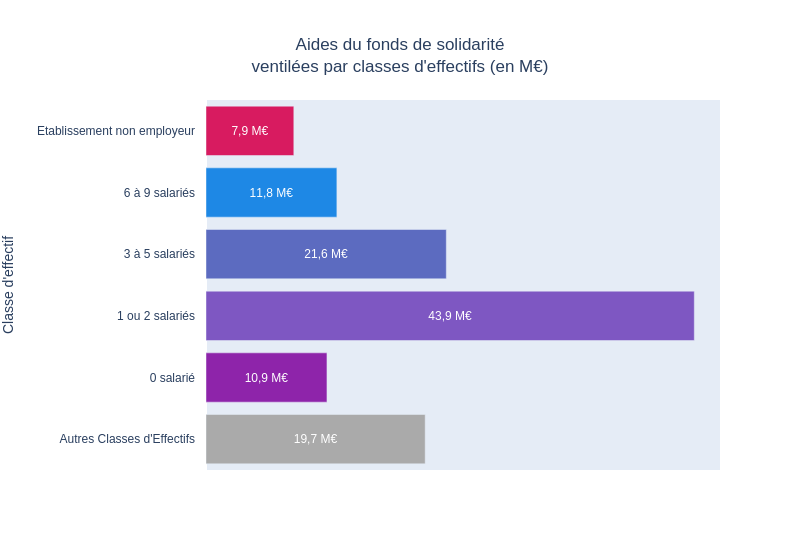 Aides du fonds de solidarité
ventilées par classes d'effectifs (en M€)
Classe d'effectif
Etablissement non employeur
7,9 M€
6 à 9 salariés
11,8 M€
3 à 5 salariés
21,6 M€
1 ou 2 salariés
43,9 M€
0 salarié
10,9 M€
Autres Classes d'Effectifs
19,7 M€